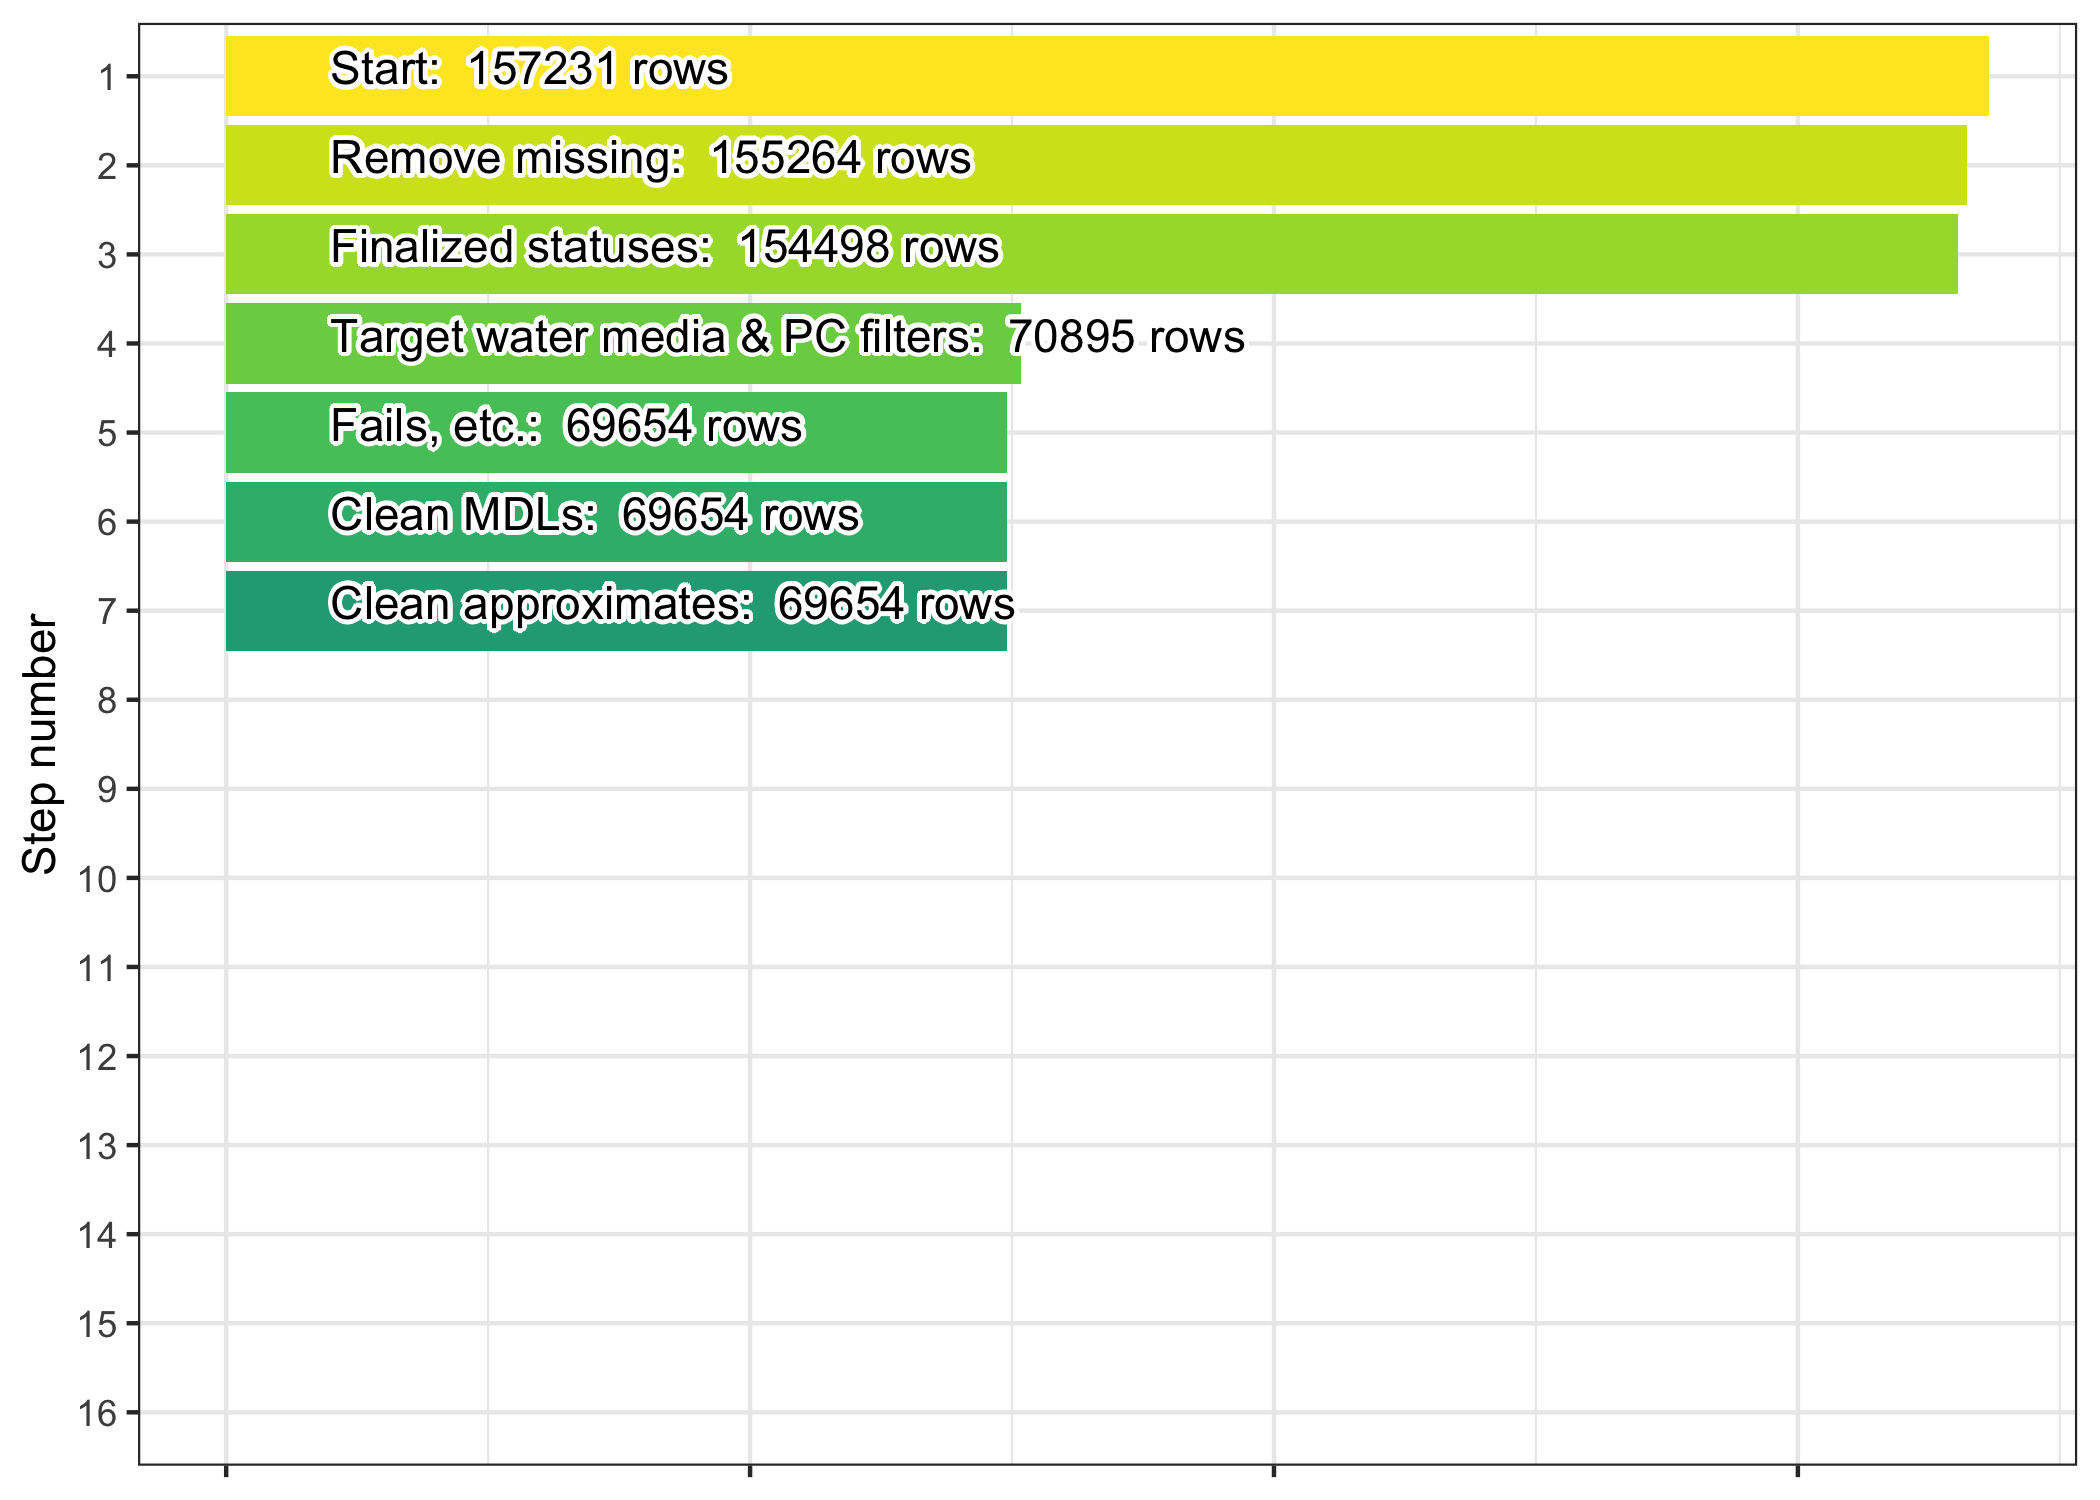 1
Start:  157231 rows
2
Remove missing:  155264 rows
3
Finalized statuses:  154498 rows
4
Target water media & PC filters:  70895 rows
5
Fails, etc.:  69654 rows
6
Clean MDLs:  69654 rows
7
Clean approximates:  69654 rows
Step number
8
9
10
11
12
13
14
15
16